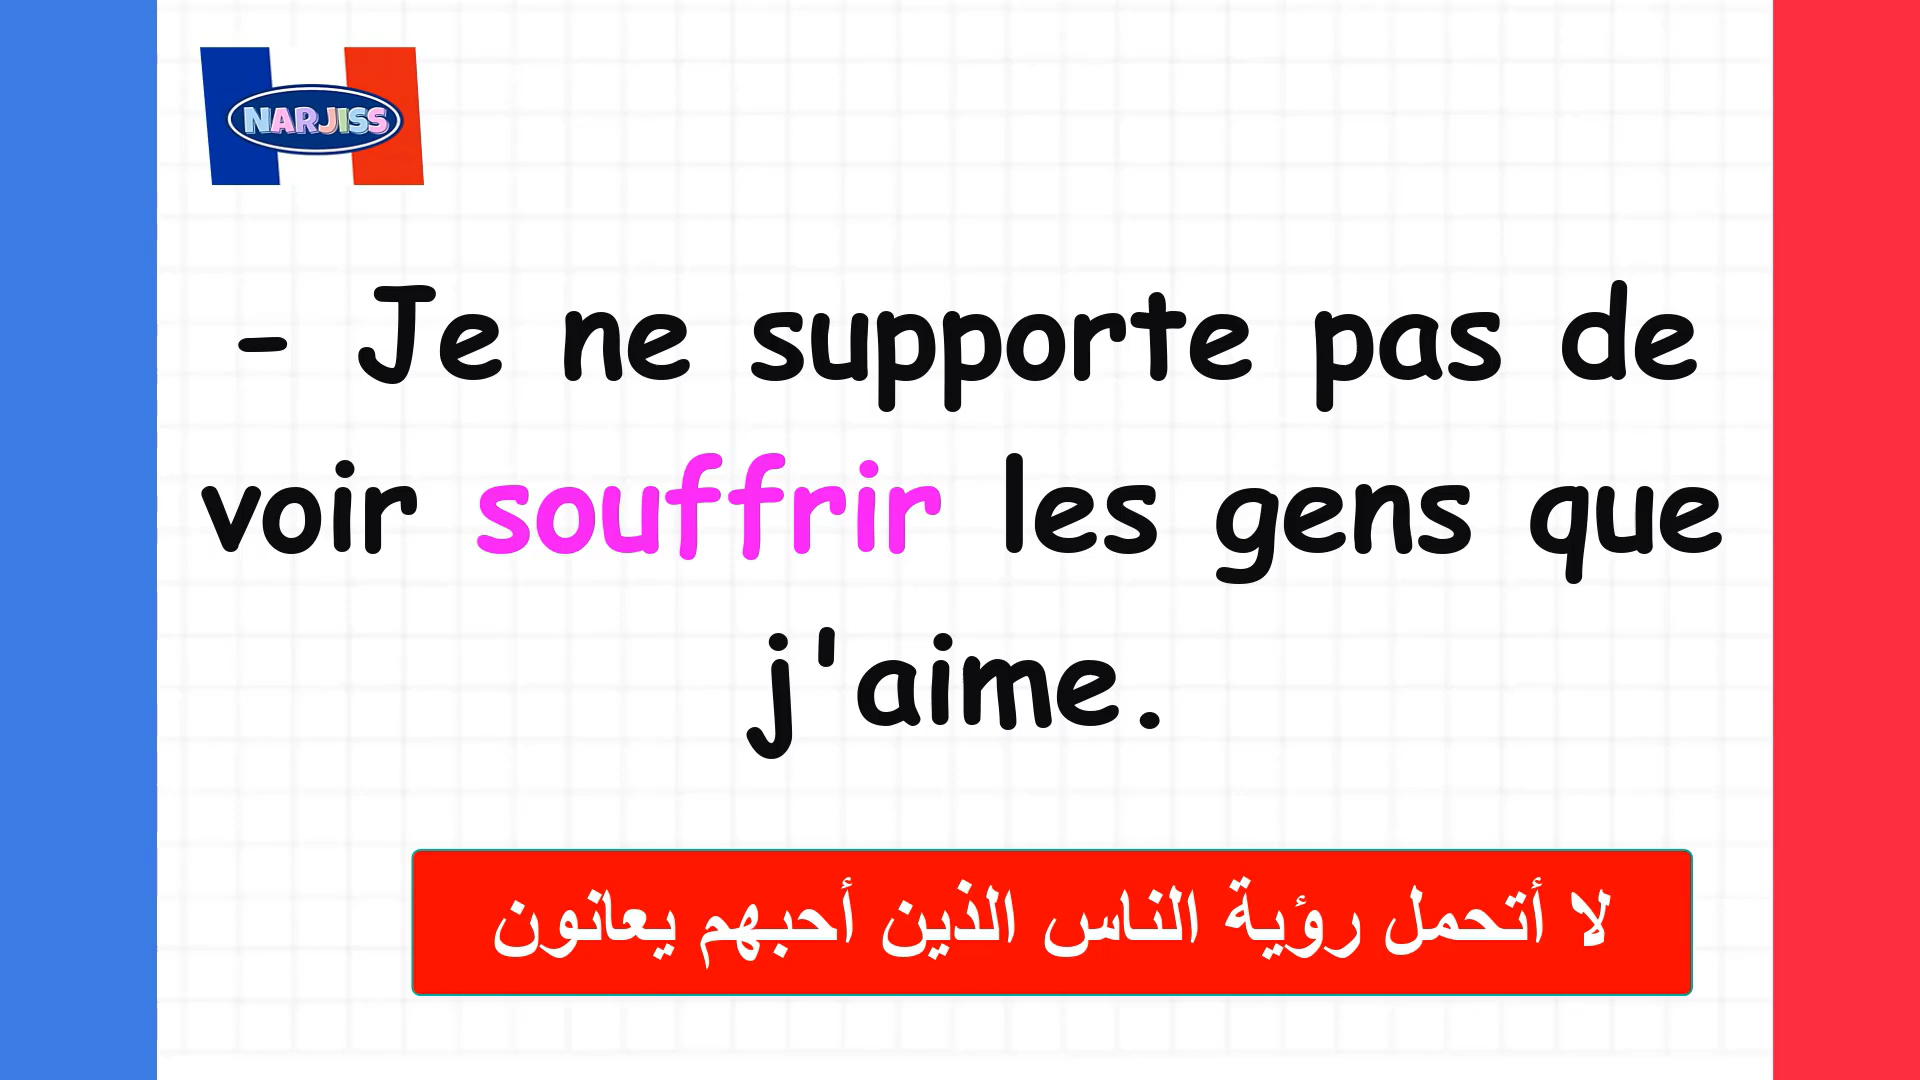 NARJISS
- Je ne supporte pas de
voir souffrir les gens que
j'aime.
لا أتحمل رؤية الناس الذين أحبهم يعانون